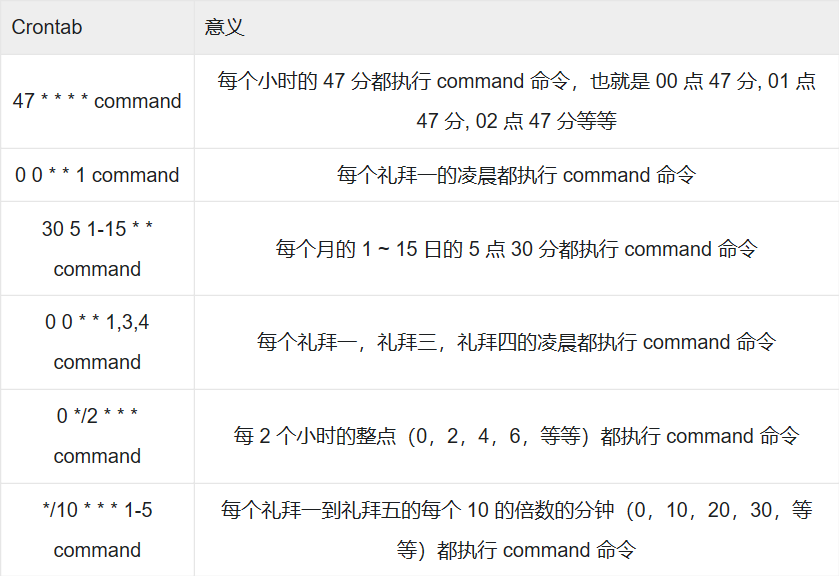 Crontab
意义
47 * * * * command
每个小时的 47 分都执行 command 命令，也就是 00 点 47 分, 01 点
47 分, 02 点 47 分等等
0 0 * * 1 command
每个礼拜一的凌晨都执行 command 命令
30 5 1-15 * *
command
每个月的 1 ~ 15 日的 5 点 30 分都执行 command 命令
0 0 * * 1,3,4
command
每个礼拜一，礼拜三，礼拜四的凌晨都执行 command 命令
0 */2 * * *
command
每 2 个小时的整点（0，2，4，6，等等）都执行 command 命令
*/10 * * * 1-5
command
每个礼拜一到礼拜五的每个 10 的倍数的分钟（0，10，20，30，等
等）都执行 command 命令